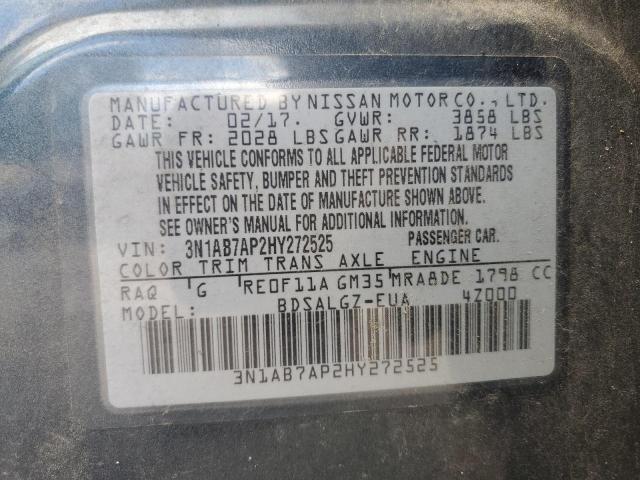 MANUFACTURED BY NISSAN MOTOR CO., LTD.
DATE: 02/17. GVWR: 3858 LBS
GAWR FR: 2028 LBS GAWR RR: 1874 LBS
THIS VEHICLE CONFORMS TO ALL APPLICABLE FEDERAL MOTOR
VEHICLE SAFETY, BUMPER AND THEFT PREVENTION STANDARDS
IN EFFECT ON THE DATE OF MANUFACTURE SHOWN ABOVE.
SEE OWNER'S MANUAL FOR ADDITIONAL INFORMATION.
VIN: 3N1AB7AP2HY272525 PASSENGER CAR.
COLOR TRIM TRANS AXLE ENGINE
RAQ G RE0F11A GM35 MRA8DE 1798 CC
MODEL: BDSALGZ-EUA 4Z000
3N1AB7AP2HY272525